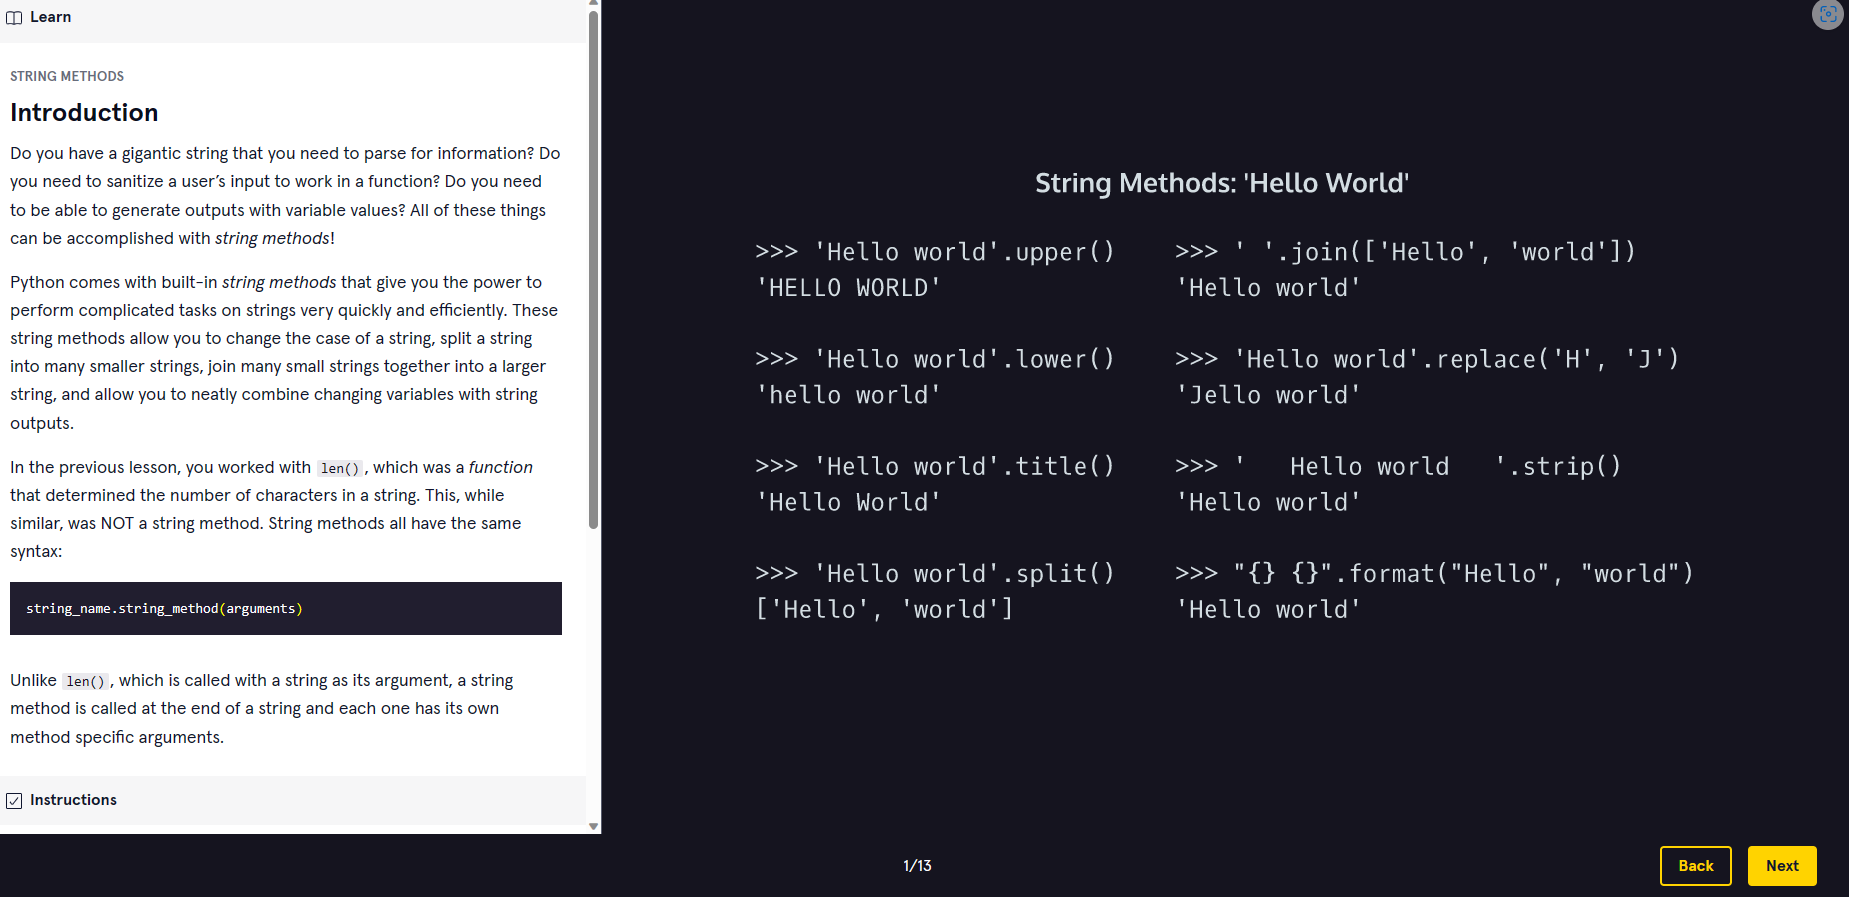 Learn
STRING METHODS
Introduction
Do you have a gigantic string that you need to parse for information? Do
you need to sanitize a user’s input to work in a function? Do you need
to be able to generate outputs with variable values? All of these things
can be accomplished with string methods!
Python comes with built-in string methods that give you the power to
perform complicated tasks on strings very quickly and efficiently. These
string methods allow you to change the case of a string, split a string
into many smaller strings, join many small strings together into a larger
string, and allow you to neatly combine changing variables with string
outputs.
In the previous lesson, you worked with len(), which was a function
that determined the number of characters in a string. This, while
similar, was NOT a string method. String methods all have the same
syntax:
string_name.string_method(arguments)
Unlike len(), which is called with a string as its argument, a string
method is called at the end of a string and each one has its own
method specific arguments.
Instructions
String Methods: 'Hello World'
>>> 'Hello world'.upper()
'HELLO WORLD'
>>> 'Hello world'.lower()
'hello world'
>>> 'Hello world'.title()
'Hello World'
>>> 'Hello world'.split()
['Hello', 'world']
>>> ' '.join(['Hello', 'world'])
'Hello world'
>>> 'Hello world'.replace('H', 'J')
'Jello world'
>>> '   Hello world   '.strip()
'Hello world'
>>> "{} {}".format("Hello", "world")
'Hello world'
1/13
Back
Next